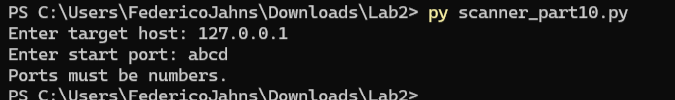 PS C:\Users\FedericoJahns\Downloads\Lab2> py scanner_part10.py
Enter target host: 127.0.0.1
Enter start port: abcd
Ports must be numbers.
PS C:\Users\FedericoJahns\Downloads\Lab2>